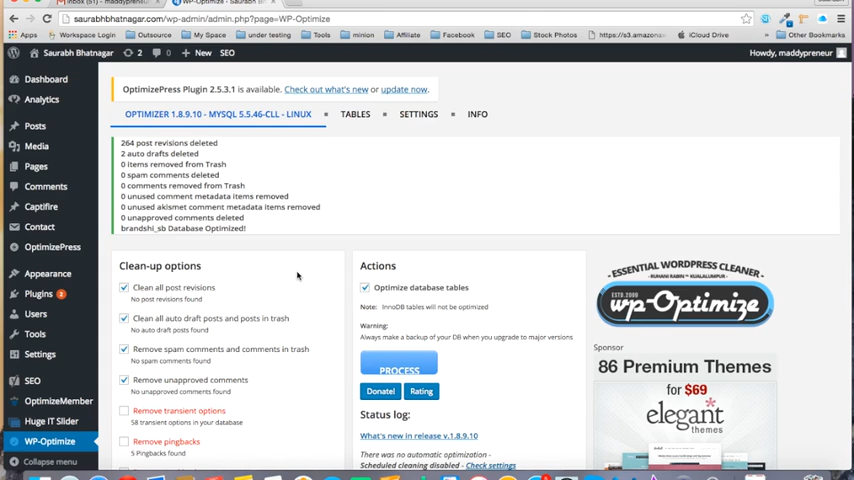 Inbox (51) - maddypreneur
WP-Optimize ‹ Saurabh Bhat
saurabhbhatnagar.com/wp-admin/admin.php?page=WP-Optimize
Apps
Workspace Login
Outsource
My Space
under testing
Tools
minion
Affiliate
Facebook
SEO
Stock Photos
https://s3.amazona
iCloud Drive
Other Bookmarks
Saurabh Bhatnagar
2
0
+ New
SEO
Howdy, maddypreneur
Dashboard
Analytics
Posts
Media
Pages
Comments
Captifire
Contact
OptimizePress
Appearance
Plugins 2
Users
Tools
Settings
SEO
OptimizeMember
Huge IT Slider
WP-Optimize
Collapse menu
OptimizePress Plugin 2.5.3.1 is available. Check out what's new or update now.
OPTIMIZER 1.8.9.10 - MYSQL 5.5.46-CLL - LINUX
TABLES
SETTINGS
INFO
264 post revisions deleted
2 auto drafts deleted
0 items removed from Trash
0 spam comments deleted
0 comments removed from Trash
0 unused comment metadata items removed
0 unused akismet comment metadata items removed
0 unapproved comments deleted
brandshi_sb Database Optimized!
Clean-up options
Clean all post revisions
No post revisions found
Clean all auto draft posts and posts in trash
No auto draft posts found
Remove spam comments and comments in trash
No spam comments found
Remove unapproved comments
No unapproved comments found
Remove transient options
58 transient options in your database
Remove pingbacks
5 Pingbacks found
Actions
Optimize database tables
Note: InnoDB tables will not be optimized
Warning:
Always make a backup of your DB when you upgrade to major versions
PROCESS
Donate!
Rating
Status log:
What's new in release v.1.8.9.10
There was no automatic optimization -
Scheduled cleaning disabled - Check settings
ESSENTIAL WORDPRESS CLEANER
RUHANI RABIN ™ KUALALUMPUR
ESTD.2008
wp-Optimize
Sponsor
86 Premium Themes
for $69
elegant
themes